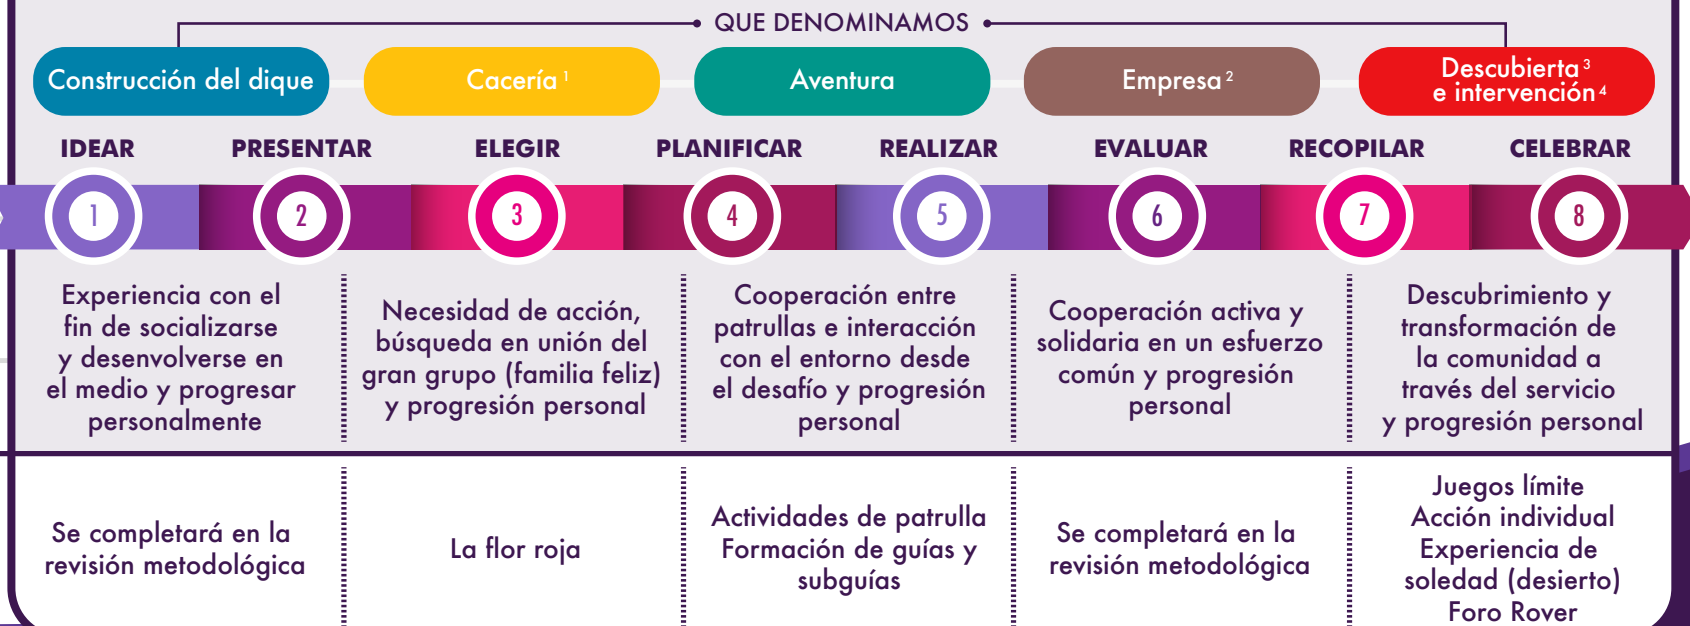 QUE DENOMINAMOS
Construcción del dique
Cacería ¹
Aventura
Empresa ²
Descubierta ³
e intervención ⁴
IDEAR
PRESENTAR
ELEGIR
PLANIFICAR
REALIZAR
EVALUAR
RECOPILAR
CELEBRAR
1
2
3
4
5
6
7
8
Experiencia con el
fin de socializarse
y desenvolverse en
el medio y progresar
personalmente
Necesidad de acción,
búsqueda en unión del
gran grupo (familia feliz)
y progresión personal
Cooperación entre
patrullas e interacción
con el entorno desde
el desafío y progresión
personal
Cooperación activa y
solidaria en un esfuerzo
común y progresión
personal
Descubrimiento y
transformación de
la comunidad a
través del servicio
y progresión personal
Se completará en la
revisión metodológica
La flor roja
Actividades de patrulla
Formación de guías y
subguías
Se completará en la
revisión metodológica
Juegos límite
Acción individual
Experiencia de
soledad (desierto)
Foro Rover